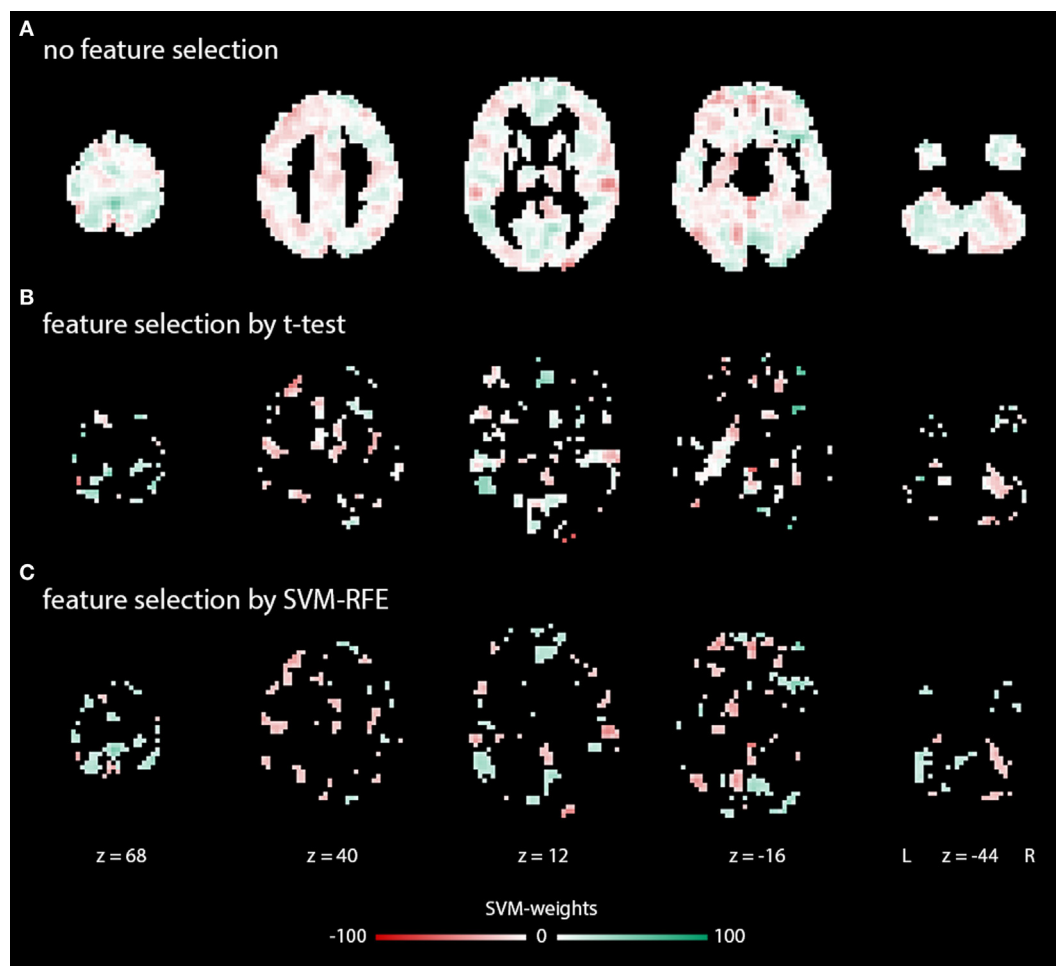 A
no feature selection
B
feature selection by t-test
C
feature selection by SVM-RFE
z = 68 z = 40 z = 12 z = -16 L z = -44 R
SVM-weights
-100 0 100